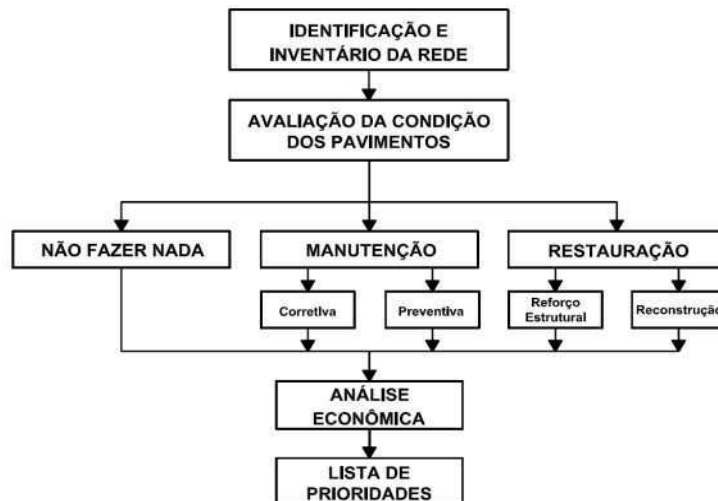 IDENTIFICAÇÃO E
INVENTÁRIO DA REDE
AVALIAÇÃO DA CONDIÇÃO
DOS PAVIMENTOS
NÃO FAZER NADA
MANUTENÇÃO
RESTAURAÇÃO
Corretiva
Preventiva
Reforço
Estrutural
Reconstrução
ANÁLISE
ECONÔMICA
LISTA DE
PRIORIDADES